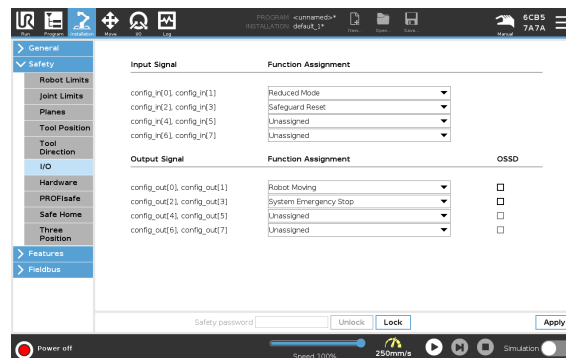 PROGRAM <unnamed>*
INSTALLATION default_1*
6CB5
7A7A
Run Program Installation Move I/O Log New... Open... Save... Manual
General
Safety
Robot Limits
Joint Limits
Planes
Tool Position
Tool
Direction
I/O
Hardware
PROFIsafe
Safe Home
Three
Position
Features
Fieldbus
Input Signal Function Assignment
config_in[0], config_in[1] Reduced Mode
config_in[2], config_in[3] Safeguard Reset
config_in[4], config_in[5] Unassigned
config_in[6], config_in[7] Unassigned
Output Signal Function Assignment OSSD
config_out[0], config_out[1] Robot Moving
config_out[2], config_out[3] System Emergency Stop
config_out[4], config_out[5] Unassigned
config_out[6], config_out[7] Unassigned
Safety password Unlock Lock Apply
Power off Speed 100% 250mm/s Simulation